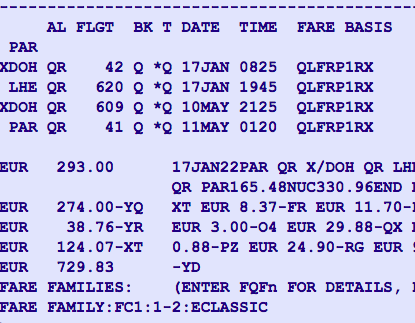 AL FLGT BK T DATE TIME FARE BASIS
PAR
XDOH QR 42 Q *Q 17JAN 0825 QLFRP1RX
LHE QR 620 Q *Q 17JAN 1945 QLFRP1RX
XDOH QR 609 Q *Q 10MAY 2125 QLFRP1RX
PAR QR 41 Q *Q 11MAY 0120 QLFRP1RX
EUR 293.00 17JAN22PAR QR X/DOH QR LHE
QR PAR165.48NUC330.96END
EUR 274.00-YQ XT EUR 8.37-FR EUR 11.70-
EUR 38.76-YR EUR 3.00-O4 EUR 29.88-QX
EUR 124.07-XT 0.88-PZ EUR 24.90-RG EUR
EUR 729.83 -YD
FARE FAMILIES: (ENTER FQFn FOR DETAILS,
FARE FAMILY:FC1:1-2:ECLASSIC